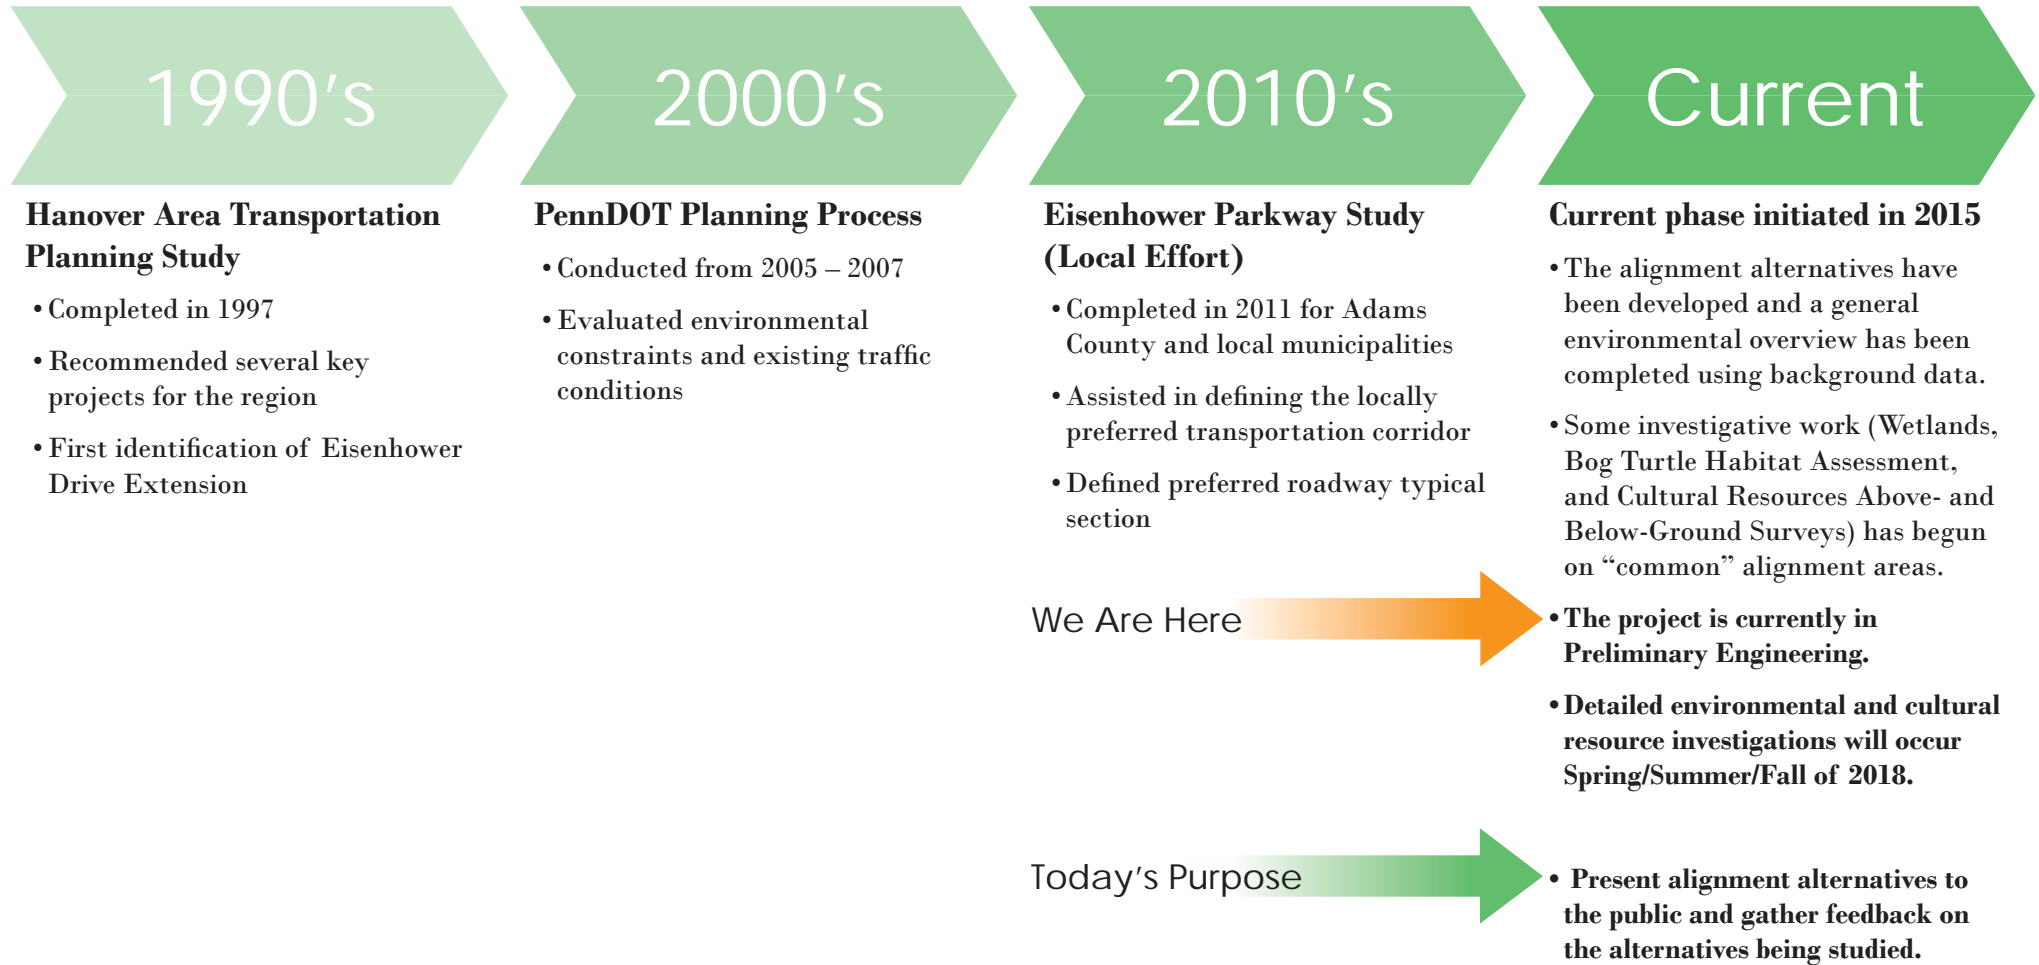 1990's
Hanover Area Transportation
Planning Study
• Completed in 1997
• Recommended several key
projects for the region
• First identification of Eisenhower
Drive Extension
2000's
PennDOT Planning Process
• Conducted from 2005 – 2007
• Evaluated environmental
constraints and existing traffic
conditions
2010's
Eisenhower Parkway Study
(Local Effort)
• Completed in 2011 for Adams
County and local municipalities
• Assisted in defining the locally
preferred transportation corridor
• Defined preferred roadway typical
section
Current
Current phase initiated in 2015
• The alignment alternatives have
been developed and a general
environmental overview has been
completed using background data.
• Some investigative work (Wetlands,
Bog Turtle Habitat Assessment,
and Cultural Resources Above- and
Below-Ground Surveys) has begun
on “common” alignment areas.
We Are Here
• The project is currently in
Preliminary Engineering.
• Detailed environmental and cultural
resource investigations will occur
Spring/Summer/Fall of 2018.
Today's Purpose
• Present alignment alternatives to
the public and gather feedback on
the alternatives being studied.